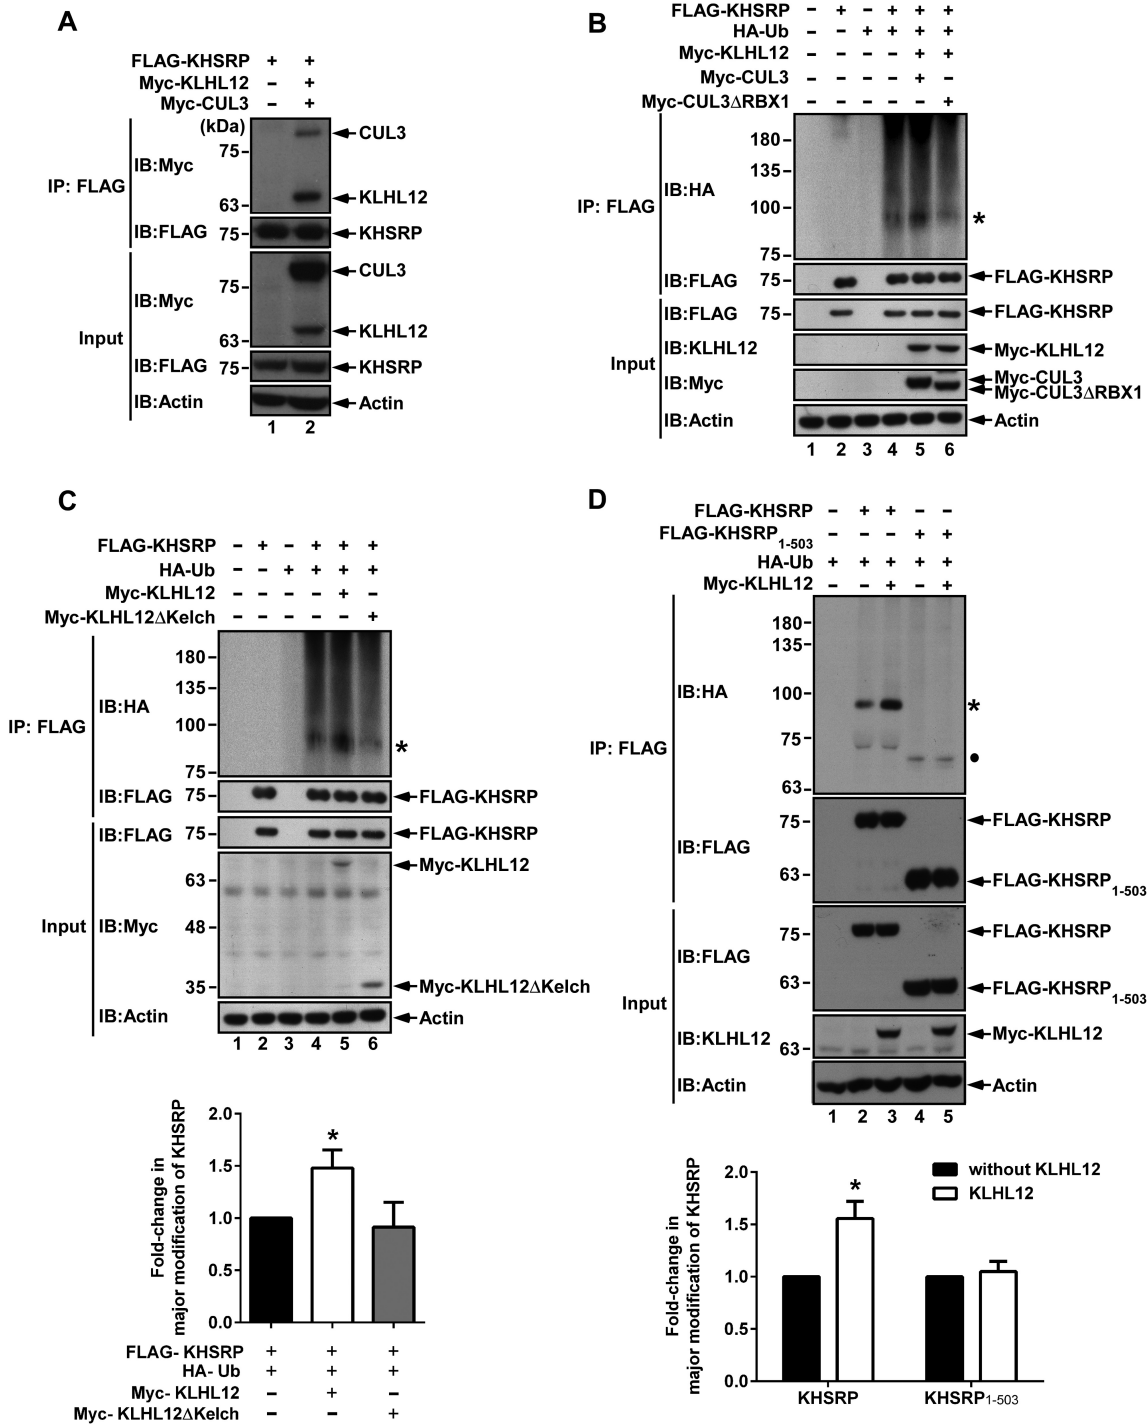 A
FLAG-KHSRP + +
Myc-KLHL12 – +
Myc-CUL3 – +
(kDa)
IP: FLAG
IB:Myc
75
63
CUL3
KLHL12
IB:FLAG 75 KHSRP
Input
IB:Myc
75
63
CUL3
KLHL12
IB:FLAG 75 KHSRP
IB:Actin Actin
1 2
B
FLAG-KHSRP – + – + + +
HA-Ub – – + + + +
Myc-KLHL12 – – – – + +
Myc-CUL3 – – – – + –
Myc-CUL3ΔRBX1 – – – – – +
IP: FLAG
IB:HA
180
135
100
75
*
IB:FLAG 75 FLAG-KHSRP
Input
IB:FLAG 75 FLAG-KHSRP
IB:KLHL12 Myc-KLHL12
IB:Myc Myc-CUL3
Myc-CUL3ΔRBX1
IB:Actin Actin
1 2 3 4 5 6
C
FLAG-KHSRP – + – + + +
HA-Ub – – + + + +
Myc-KLHL12 – – – – + –
Myc-KLHL12ΔKelch – – – – – +
IP: FLAG
IB:HA
180
135
100
75
*
IB:FLAG 75 FLAG-KHSRP
Input
IB:FLAG 75 FLAG-KHSRP
IB:Myc
63
48
35
Myc-KLHL12
Myc-KLHL12ΔKelch
IB:Actin Actin
1 2 3 4 5 6
Fold-change in
major modification of KHSRP
2.0
1.5
1.0
0.5
0.0
*
FLAG- KHSRP + + +
HA- Ub + + +
Myc- KLHL12 – + –
Myc- KLHL12ΔKelch – – +
D
FLAG-KHSRP – + + – –
FLAG-KHSRP1-503 – – – + +
HA-Ub + + + + +
Myc-KLHL12 – – + – +
IP: FLAG
IB:HA
180
135
100
75
63
*
•
IB:FLAG
75
63
FLAG-KHSRP
FLAG-KHSRP1-503
Input
IB:FLAG
75
63
FLAG-KHSRP
FLAG-KHSRP1-503
IB:KLHL12 63 Myc-KLHL12
IB:Actin Actin
1 2 3 4 5
without KLHL12
KLHL12
Fold-change in
major modification of KHSRP
2.0
1.5
1.0
0.5
0.0
*
KHSRP KHSRP1-503